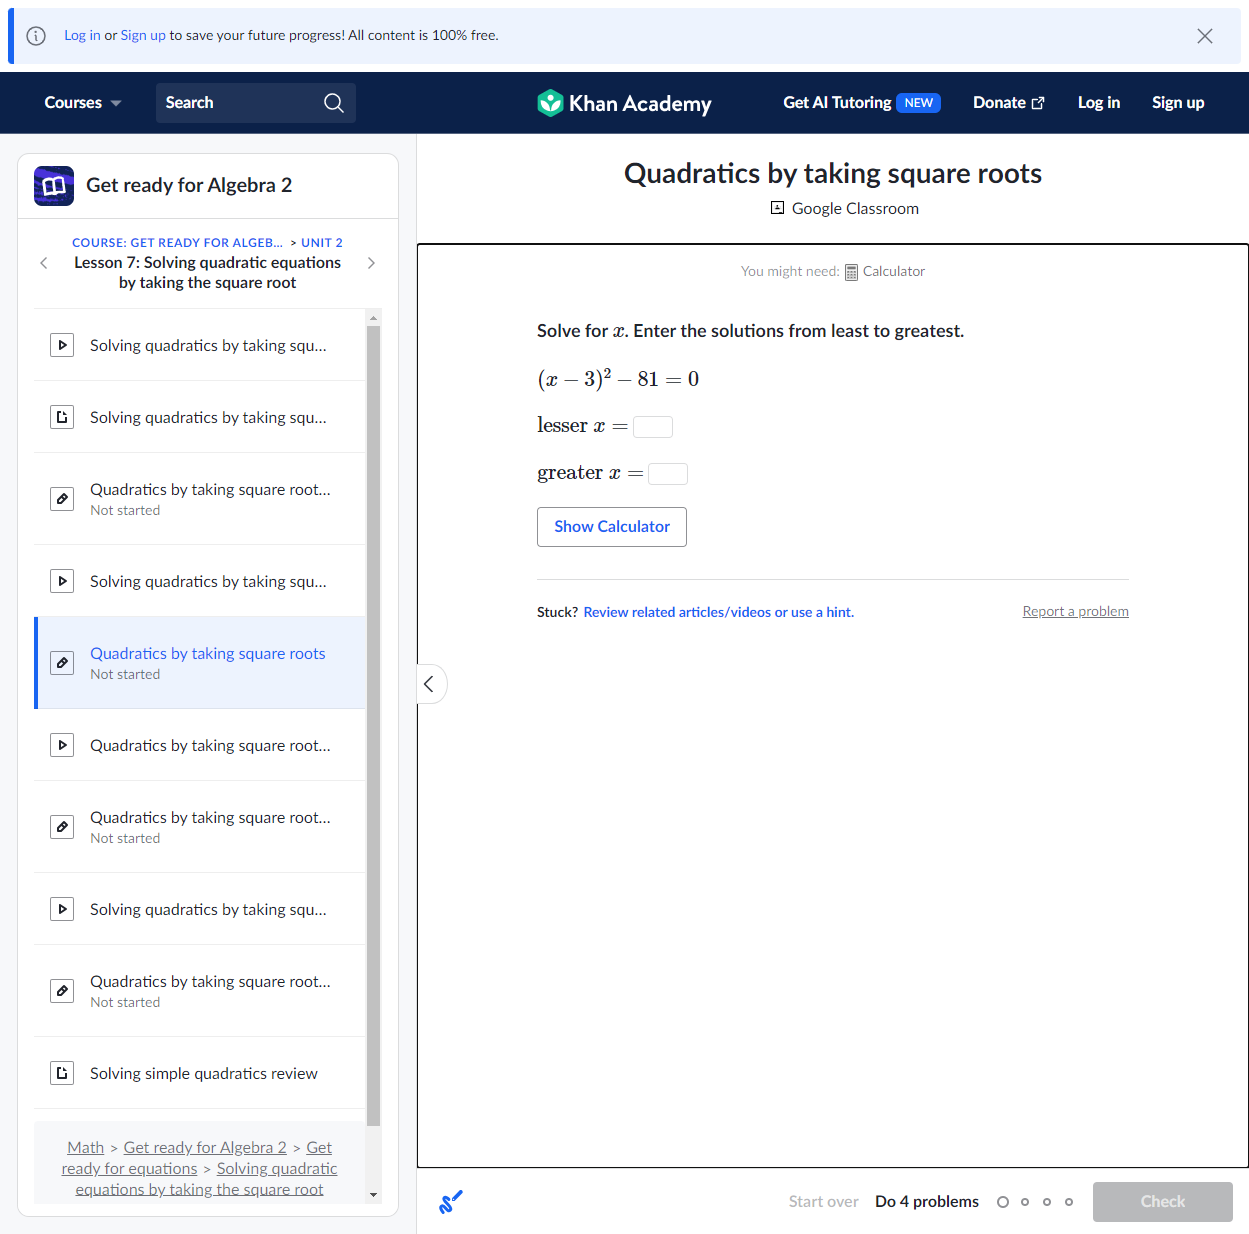 Log in or Sign up to save your future progress! All content is 100% free.
Courses
Search
Khan Academy
Get AI Tutoring NEW
Donate
Log in
Sign up
Get ready for Algebra 2
COURSE: GET READY FOR ALGEB... > UNIT 2
Lesson 7: Solving quadratic equations
by taking the square root
Solving quadratics by taking squ...
Solving quadratics by taking squ...
Quadratics by taking square root...
Not started
Solving quadratics by taking squ...
Quadratics by taking square roots
Not started
Quadratics by taking square root...
Quadratics by taking square root...
Not started
Solving quadratics by taking squ...
Quadratics by taking square root...
Not started
Solving simple quadratics review
Math > Get ready for Algebra 2 > Get
ready for equations > Solving quadratic
equations by taking the square root
Quadratics by taking square roots
Google Classroom
You might need: Calculator
Solve for x. Enter the solutions from least to greatest.
(x − 3)² − 81 = 0
lesser x =
greater x =
Show Calculator
Stuck? Review related articles/videos or use a hint.
Report a problem
Start over
Do 4 problems
Check